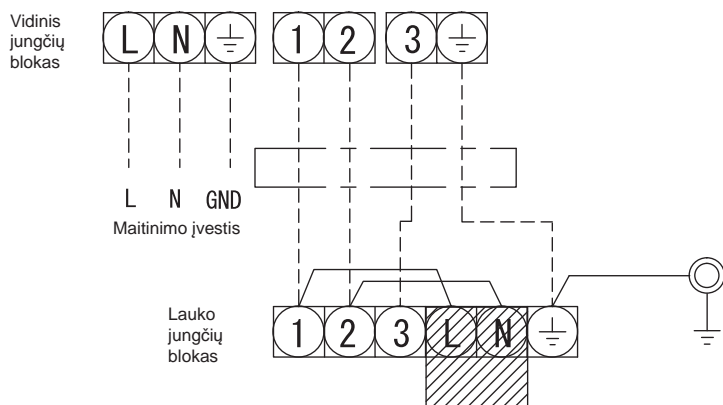 Vidinis
jungčių
blokas
L N 1 2 3
L N GND
Maitinimo įvestis
Lauko
jungčių
blokas
1 2 3 L N